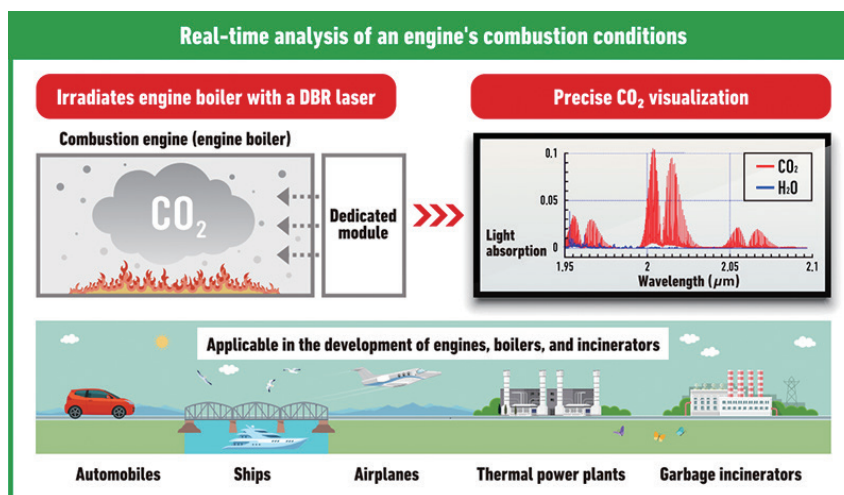 Real-time analysis of an engine's combustion conditions
Irradiates engine boiler with a DBR laser
Combustion engine (engine boiler)
CO₂
Dedicated
module
Precise CO₂ visualization
0.1
0.05
0
Light
absorption
CO₂
H₂O
1.95
2
2,05
2,1
Wavelength (μm)
Applicable in the development of engines, boilers, and incinerators
Automobiles
Ships
Airplanes
Thermal power plants
Garbage incinerators